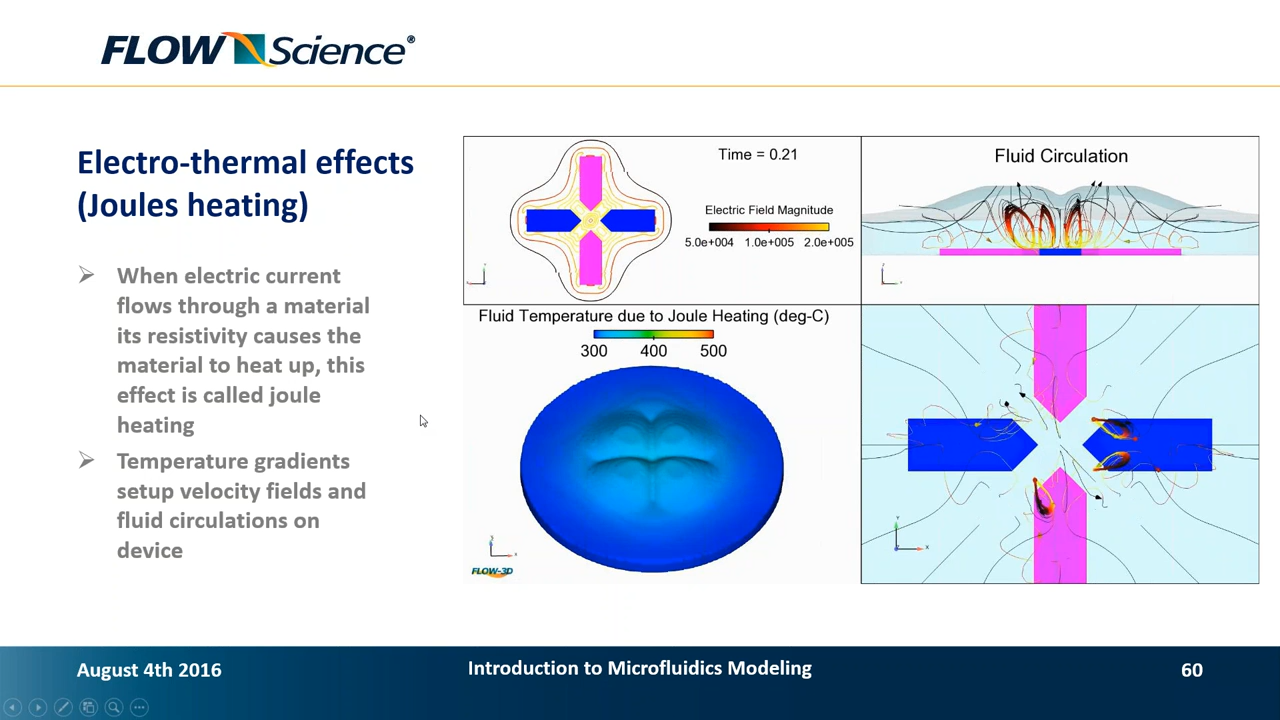 FLOW Science®
Electro-thermal effects
(Joules heating)
When electric current
flows through a material
its resistivity causes the
material to heat up, this
effect is called joule
heating
Temperature gradients
setup velocity fields and
fluid circulations on
device
Time = 0.21
Electric Field Magnitude
5.0e+004 1.0e+005 2.0e+005
Fluid Circulation
Fluid Temperature due to Joule Heating (deg-C)
300 400 500
FLOW-3D
August 4th 2016
Introduction to Microfluidics Modeling
60